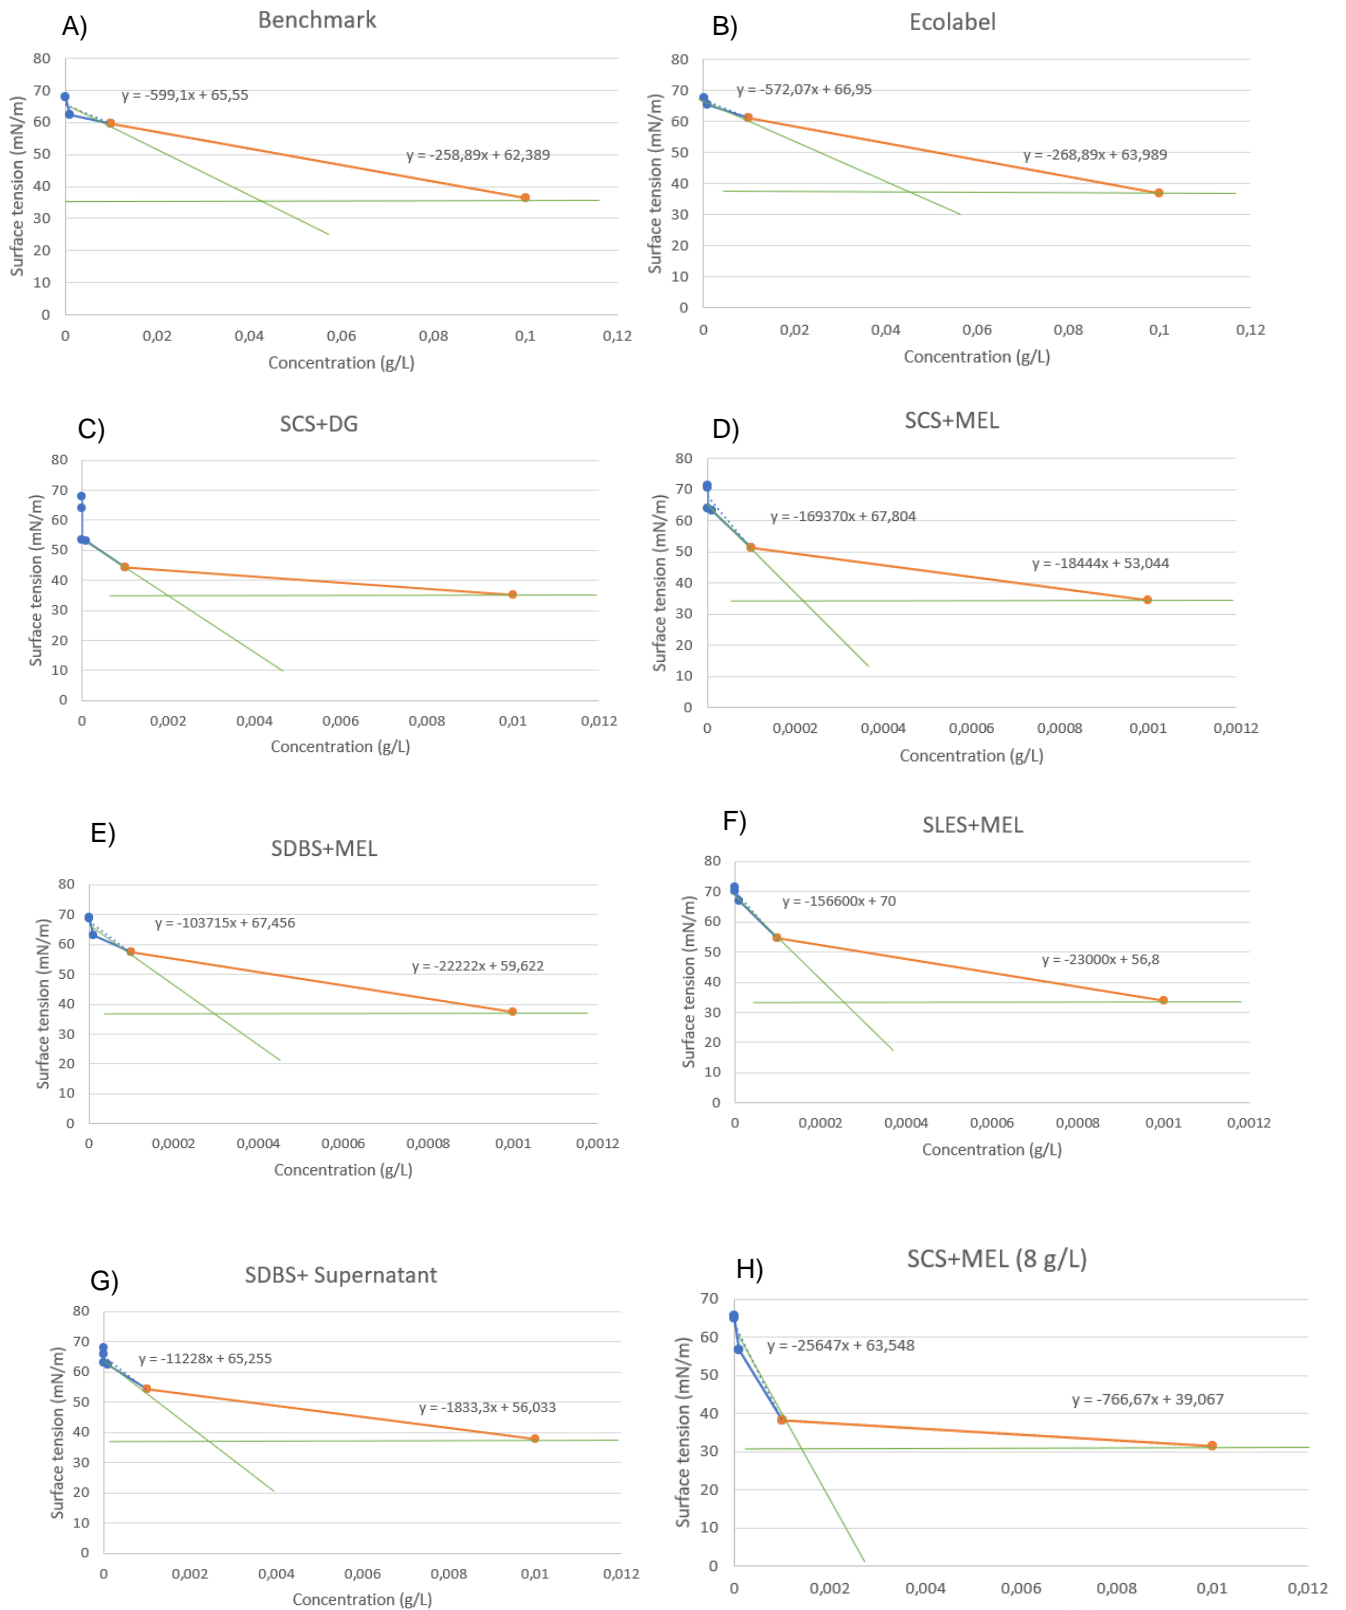 A)
Benchmark
80
70
60
50
40
30
20
10
0
Surface tension (mN/m)
y = -599,1x + 65,55
y = -258,89x + 62,389
0 0,02 0,04 0,06 0,08 0,1 0,12
Concentration (g/L)
B)
Ecolabel
80
70
60
50
40
30
20
10
0
Surface tension (mN/m)
y = -572,07x + 66,95
y = -268,89x + 63,989
0 0,02 0,04 0,06 0,08 0,1 0,12
Concentration (g/L)
C)
SCS+DG
80
70
60
50
40
30
20
10
0
Surface tension (mN/m)
0 0,002 0,004 0,006 0,008 0,01 0,012
Concentration (g/L)
D)
SCS+MEL
80
70
60
50
40
30
20
10
0
Surface tension (mN/m)
y = -169370x + 67,804
y = -18444x + 53,044
0 0,0002 0,0004 0,0006 0,0008 0,001 0,0012
Concentration (g/L)
E)
SDBS+MEL
80
70
60
50
40
30
20
10
0
Surface tension (mN/m)
y = -103715x + 67,456
y = -22222x + 59,622
0 0,0002 0,0004 0,0006 0,0008 0,001 0,0012
Concentration (g/L)
F)
SLES+MEL
80
70
60
50
40
30
20
10
0
Surface tension (mN/m)
y = -156600x + 70
y = -23000x + 56,8
0 0,0002 0,0004 0,0006 0,0008 0,001 0,0012
Concentration (g/L)
G)
SDBS+ Supernatant
80
70
60
50
40
30
20
10
0
Surface tension (mN/m)
y = -11228x + 65,255
y = -1833,3x + 56,033
0 0,002 0,004 0,006 0,008 0,01 0,012
Concentration (g/L)
H)
SCS+MEL (8 g/L)
70
60
50
40
30
20
10
0
Surface tension (mN/m)
y = -25647x + 63,548
y = -766,67x + 39,067
0 0,002 0,004 0,006 0,008 0,01 0,012